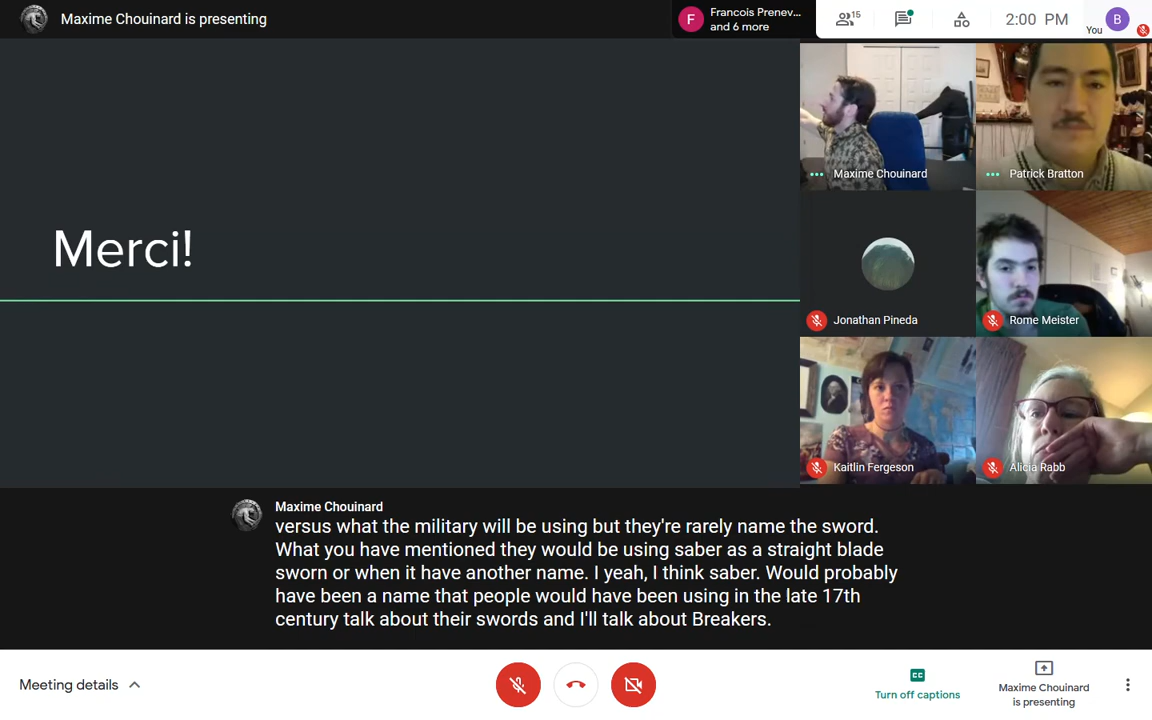 Maxime Chouinard is presenting
F
Francois Prenev...
and 6 more
15
2:00 PM
You
B
Merci!
Maxime Chouinard
Patrick Bratton
Jonathan Pineda
Rome Meister
Kaitlin Fergeson
Alicia Rabb
Maxime Chouinard
versus what the military will be using but they're rarely name the sword.
What you have mentioned they would be using saber as a straight blade
sworn or when it have another name. I yeah, I think saber. Would probably
have been a name that people would have been using in the late 17th
century talk about their swords and I'll talk about Breakers.
Meeting details
CC
Turn off captions
Maxime Chouinard
is presenting